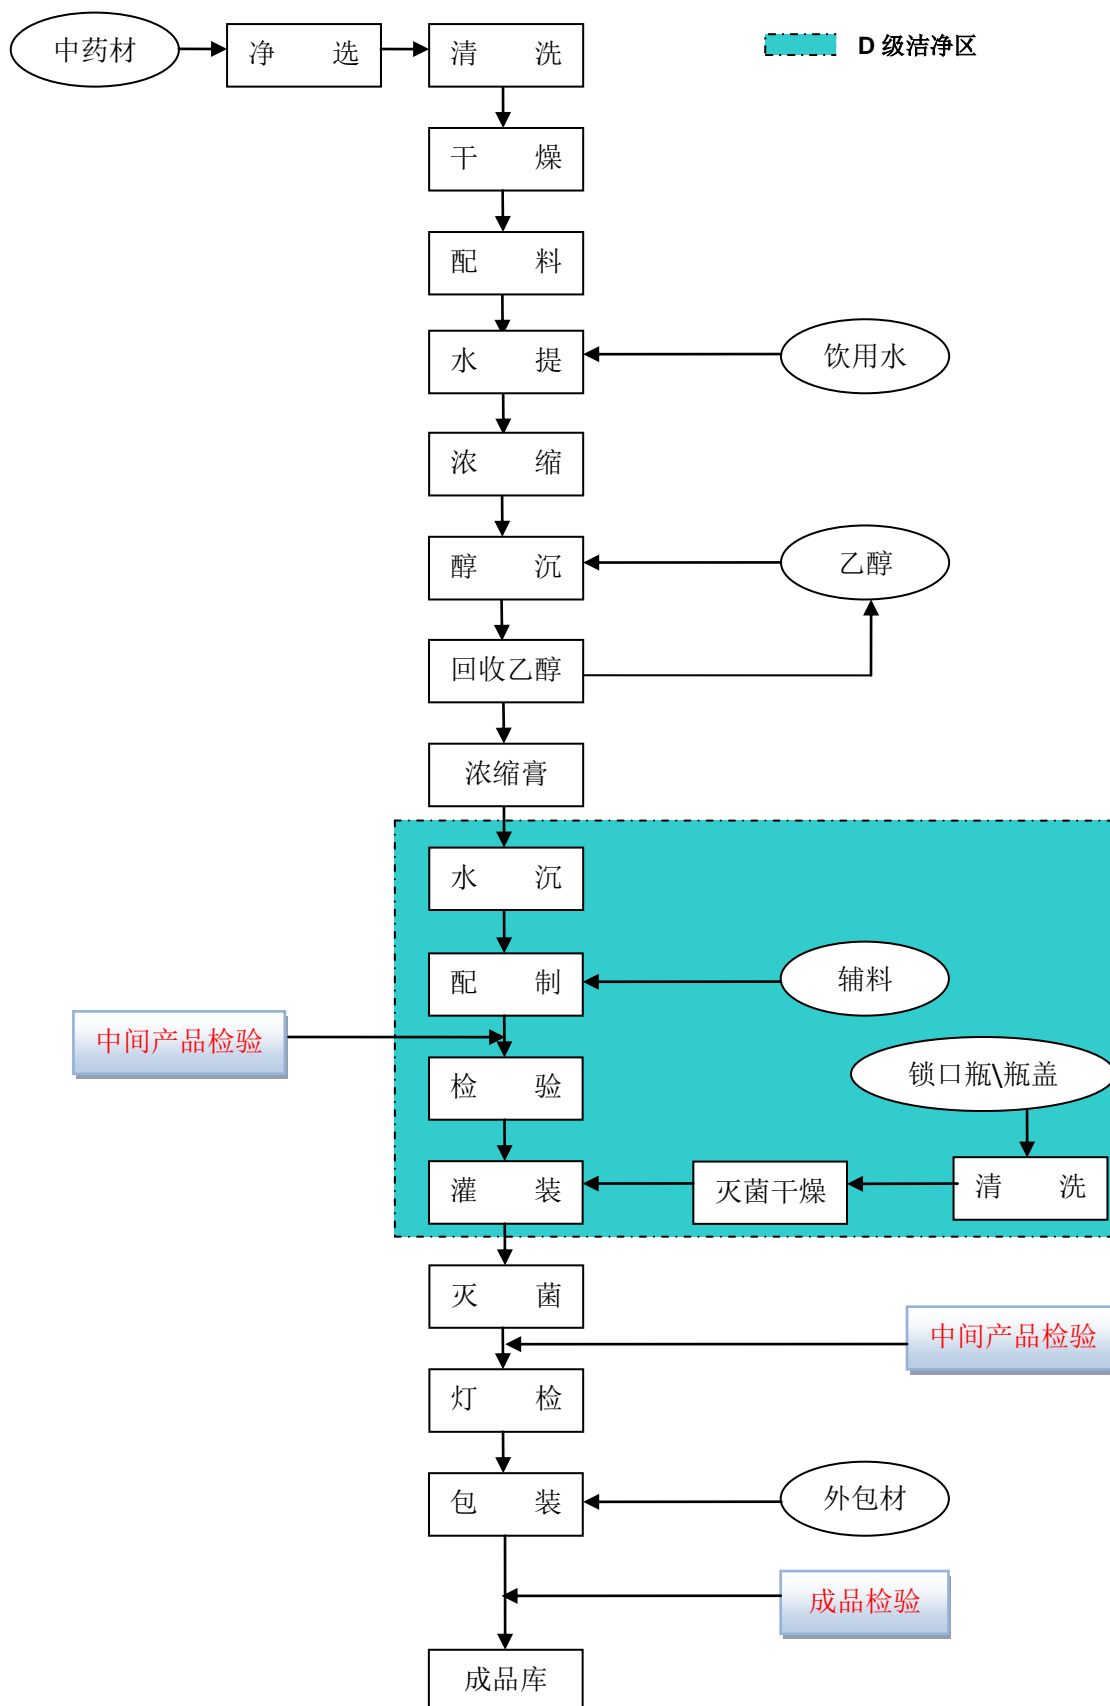 中药材
净 选
清 洗
D 级洁净区
干 燥
配 料
水 提
饮用水
浓 缩
醇 沉
乙醇
回收乙醇
浓缩膏
水 沉
配 制
辅料
中间产品检验
检 验
锁口瓶\瓶盖
灌 装
灭菌干燥
清 洗
灭 菌
中间产品检验
灯 检
包 装
外包材
成品检验
成品库